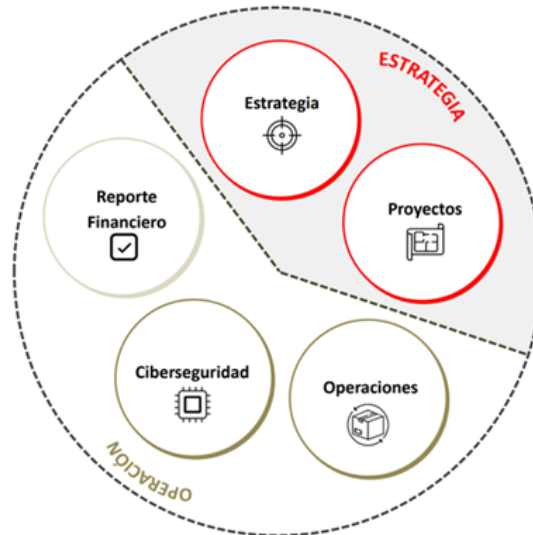 ESTRATEGIA
Estrategia
Proyectos
Reporte
Financiero
Ciberseguridad
Operaciones
OPERACIÓN